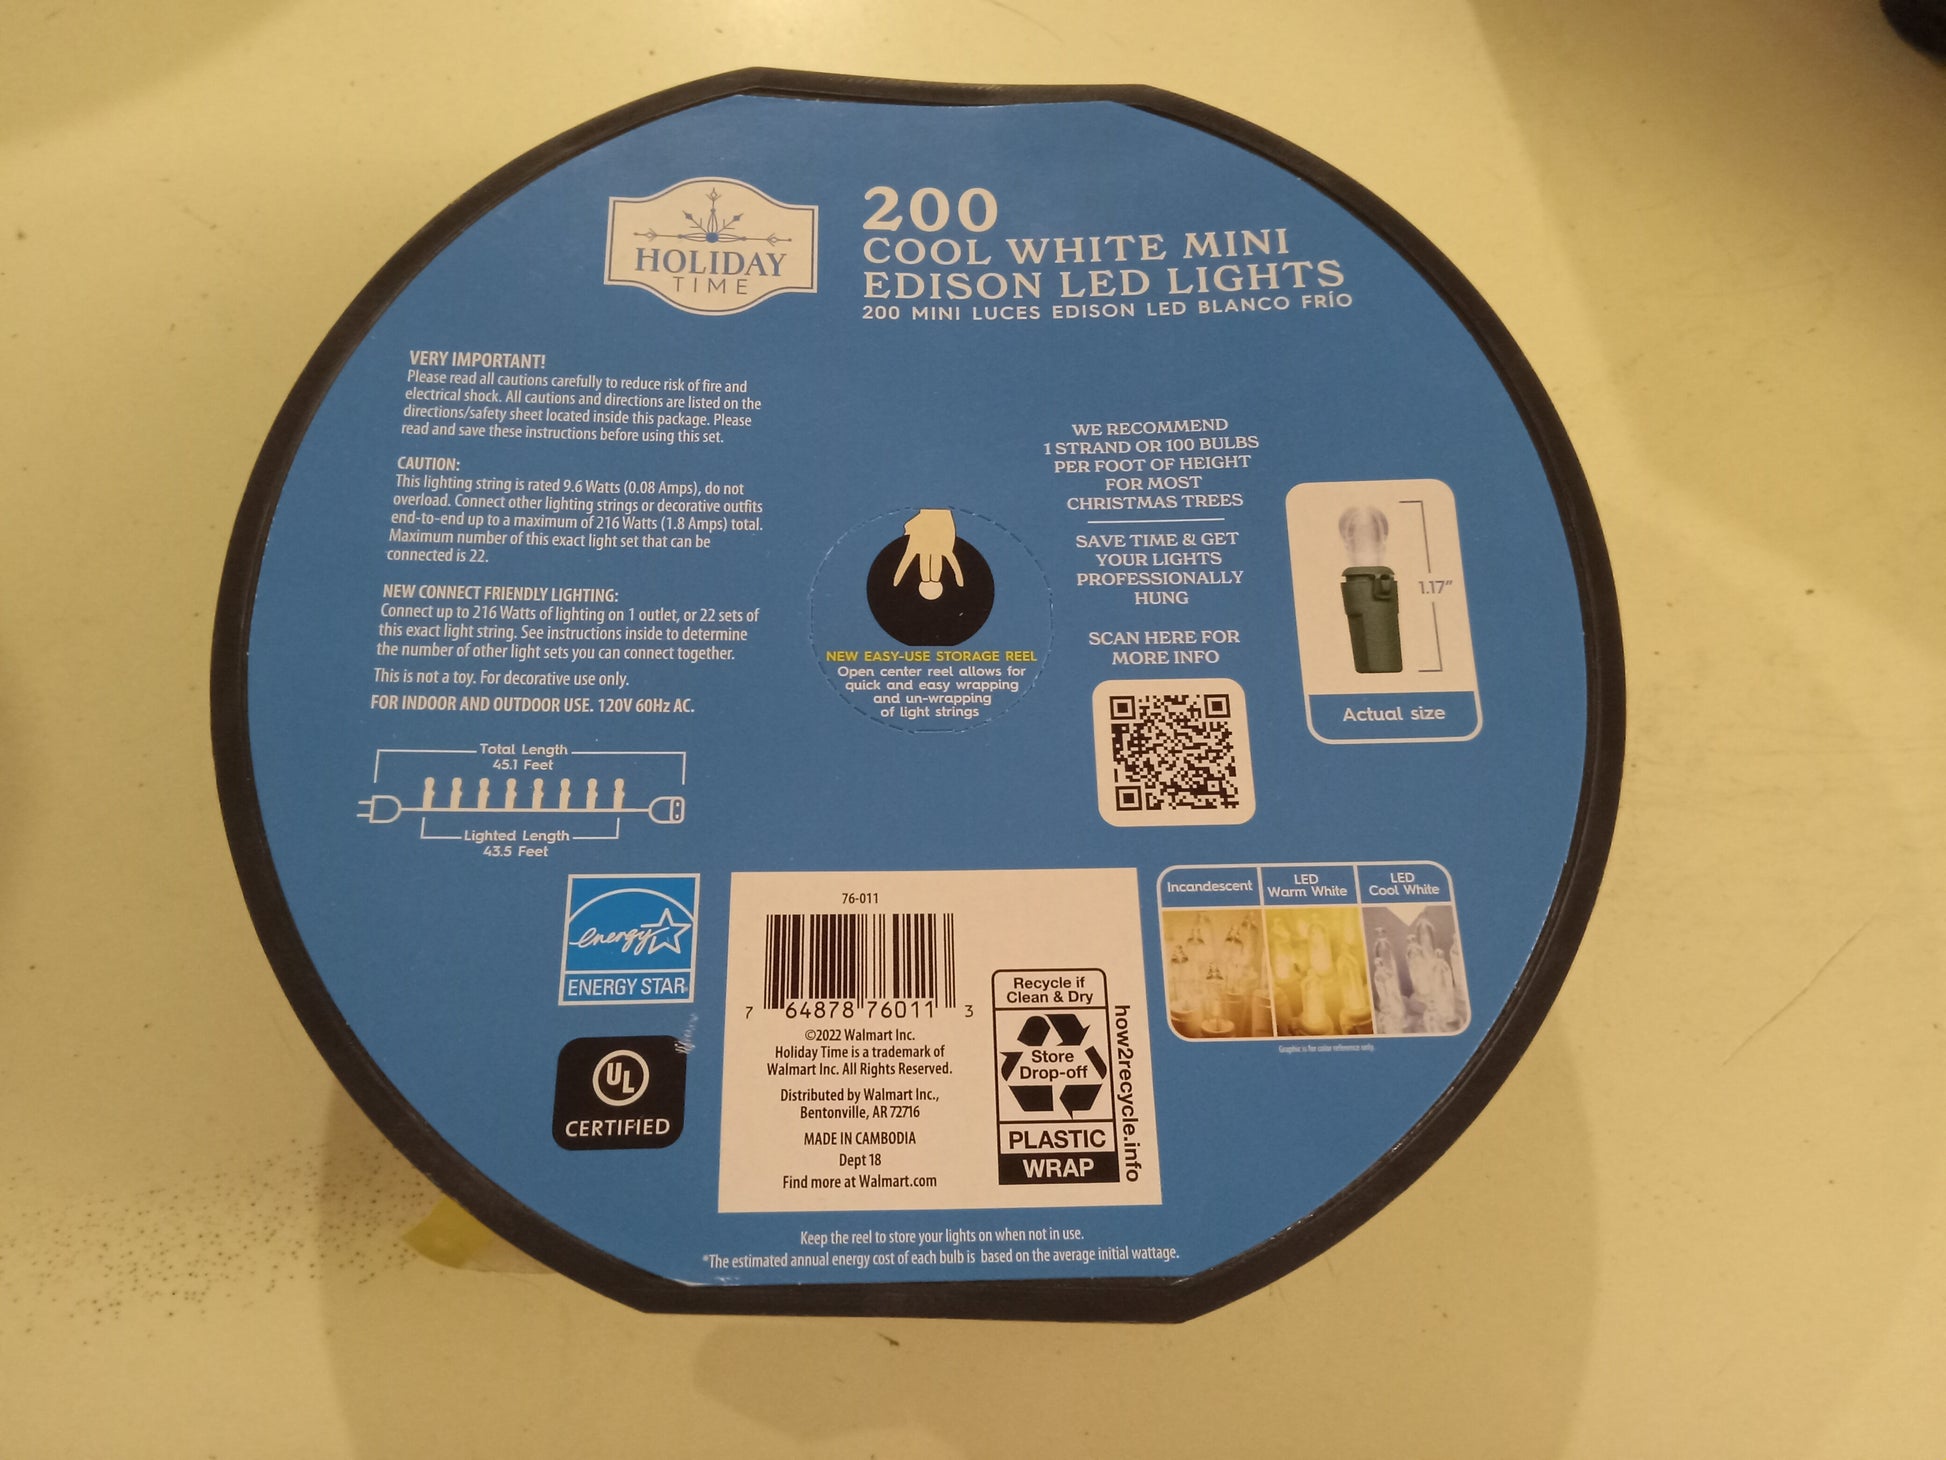 HOLIDAY
TIME
200
COOL WHITE MINI
EDISON LED LIGHTS
200 MINI LUCES EDISON LED BLANCO FRÍO
VERY IMPORTANT!
Please read all cautions carefully to reduce risk of fire and
electrical shock. All cautions and directions are listed on the
directions/safety sheet located inside this package. Please
read and save these instructions before using this set.
CAUTION:
This lighting string is rated 9.6 Watts (0.08 Amps), do not
overload. Connect other lighting strings or decorative outfits
end-to-end up to a maximum of 216 Watts (1.8 Amps) total.
Maximum number of this exact light set that can be
connected is 22.
NEW CONNECT FRIENDLY LIGHTING:
Connect up to 216 Watts of lighting on 1 outlet, or 22 sets of
this exact light string. See instructions inside to determine
the number of other light sets you can connect together.
This is not a toy. For decorative use only.
FOR INDOOR AND OUTDOOR USE. 120V 60Hz AC.
Total Length
45.1 Feet
Lighted Length
43.5 Feet
NEW EASY-USE STORAGE REEL
Open center reel allows for
quick and easy wrapping
and un-wrapping
of light strings
WE RECOMMEND
1 STRAND OR 100 BULBS
PER FOOT OF HEIGHT
FOR MOST
CHRISTMAS TREES
SAVE TIME & GET
YOUR LIGHTS
PROFESSIONALLY
HUNG
SCAN HERE FOR
MORE INFO
1.17"
Actual size
energy
ENERGY STAR
UL
CERTIFIED
76-011
7 64878 76011 3
©2022 Walmart Inc.
Holiday Time is a trademark of
Walmart Inc. All Rights Reserved.
Distributed by Walmart Inc.,
Bentonville, AR 72716
MADE IN CAMBODIA
Dept 18
Find more at Walmart.com
Recycle if
Clean & Dry
Store
Drop-off
PLASTIC
WRAP
how2recycle.info
Incandescent
LED
Warm White
LED
Cool White
Graphic is for color reference only.
Keep the reel to store your lights on when not in use.
*The estimated annual energy cost of each bulb is based on the average initial wattage.